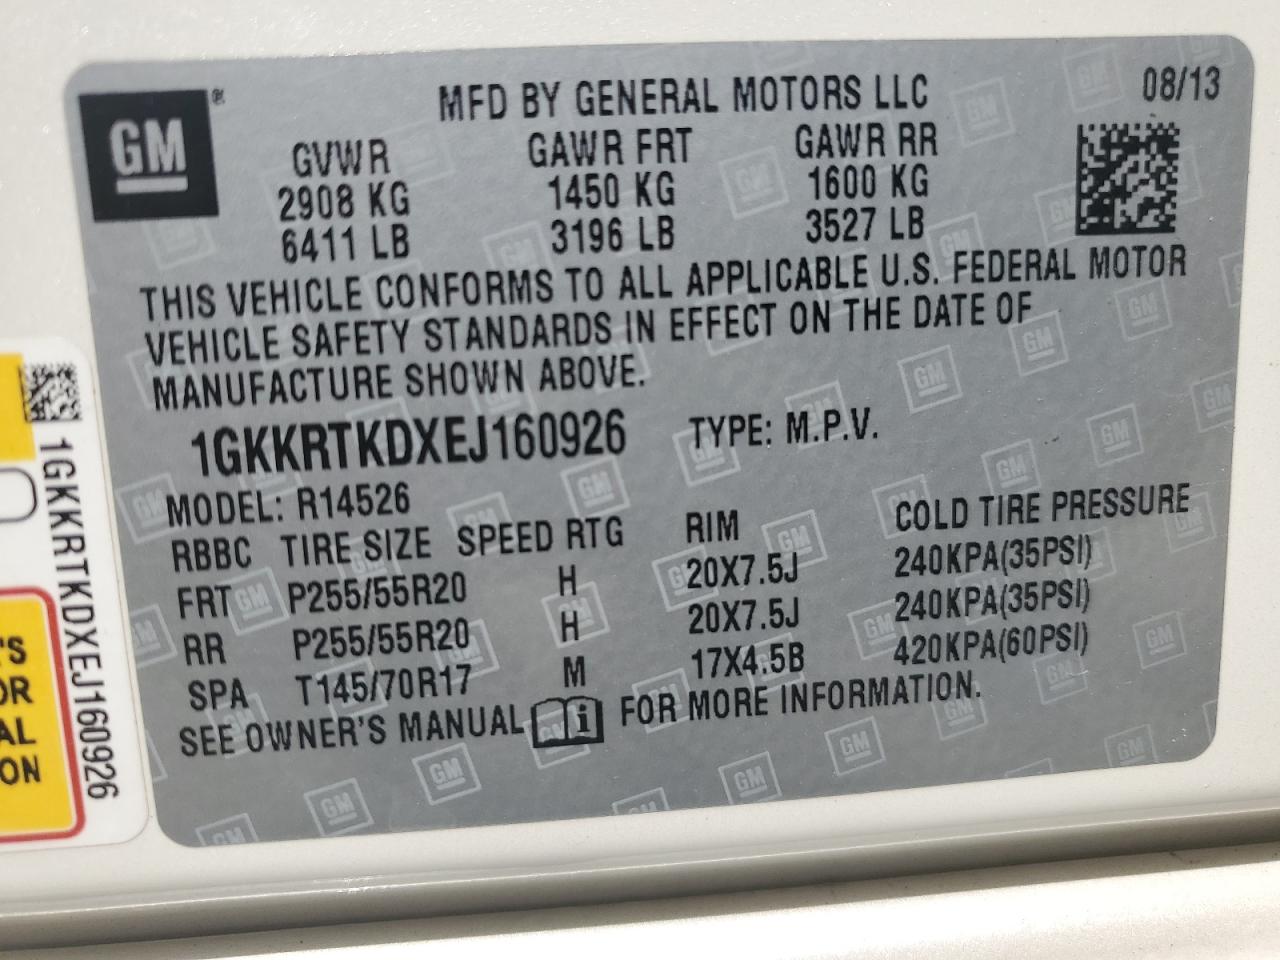 GM®
MFD BY GENERAL MOTORS LLC 08/13
GVWR GAWR FRT GAWR RR
2908 KG 1450 KG 1600 KG
6411 LB 3196 LB 3527 LB
THIS VEHICLE CONFORMS TO ALL APPLICABLE U.S. FEDERAL MOTOR
VEHICLE SAFETY STANDARDS IN EFFECT ON THE DATE OF
MANUFACTURE SHOWN ABOVE.
1GKKRTKDXEJ160926 TYPE: M.P.V.
MODEL: R14526
RBBC TIRE SIZE SPEED RTG RIM COLD TIRE PRESSURE
FRT P255/55R20 H 20X7.5J 240KPA(35PSI)
RR P255/55R20 H 20X7.5J 240KPA(35PSI)
SPA T145/70R17 M 17X4.5B 420KPA(60PSI)
SEE OWNER'S MANUAL i FOR MORE INFORMATION.
1GKKRTKDXEJ160926
'S
OR
AL
ON